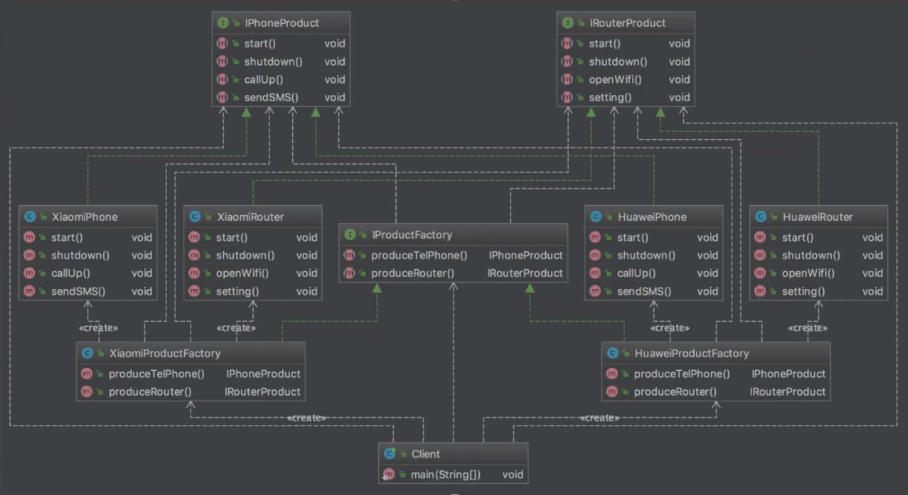 IPhoneProduct
start() void
shutdown() void
callUp() void
sendSMS() void
IRouterProduct
start() void
shutdown() void
openWifi() void
setting() void
XiaomiPhone
start() void
shutdown() void
callUp() void
sendSMS() void
XiaomiRouter
start() void
shutdown() void
openWifi() void
setting() void
IProductFactory
produceTelPhone() IPhoneProduct
produceRouter() IRouterProduct
HuaweiPhone
start() void
shutdown() void
callUp() void
sendSMS() void
HuaweiRouter
start() void
shutdown() void
openWifi() void
setting() void
«create»
«create»
«create»
«create»
XiaomiProductFactory
produceTelPhone() IPhoneProduct
produceRouter() IRouterProduct
HuaweiProductFactory
produceTelPhone() IPhoneProduct
produceRouter() IRouterProduct
«create»
«create»
Client
main(String[]) void